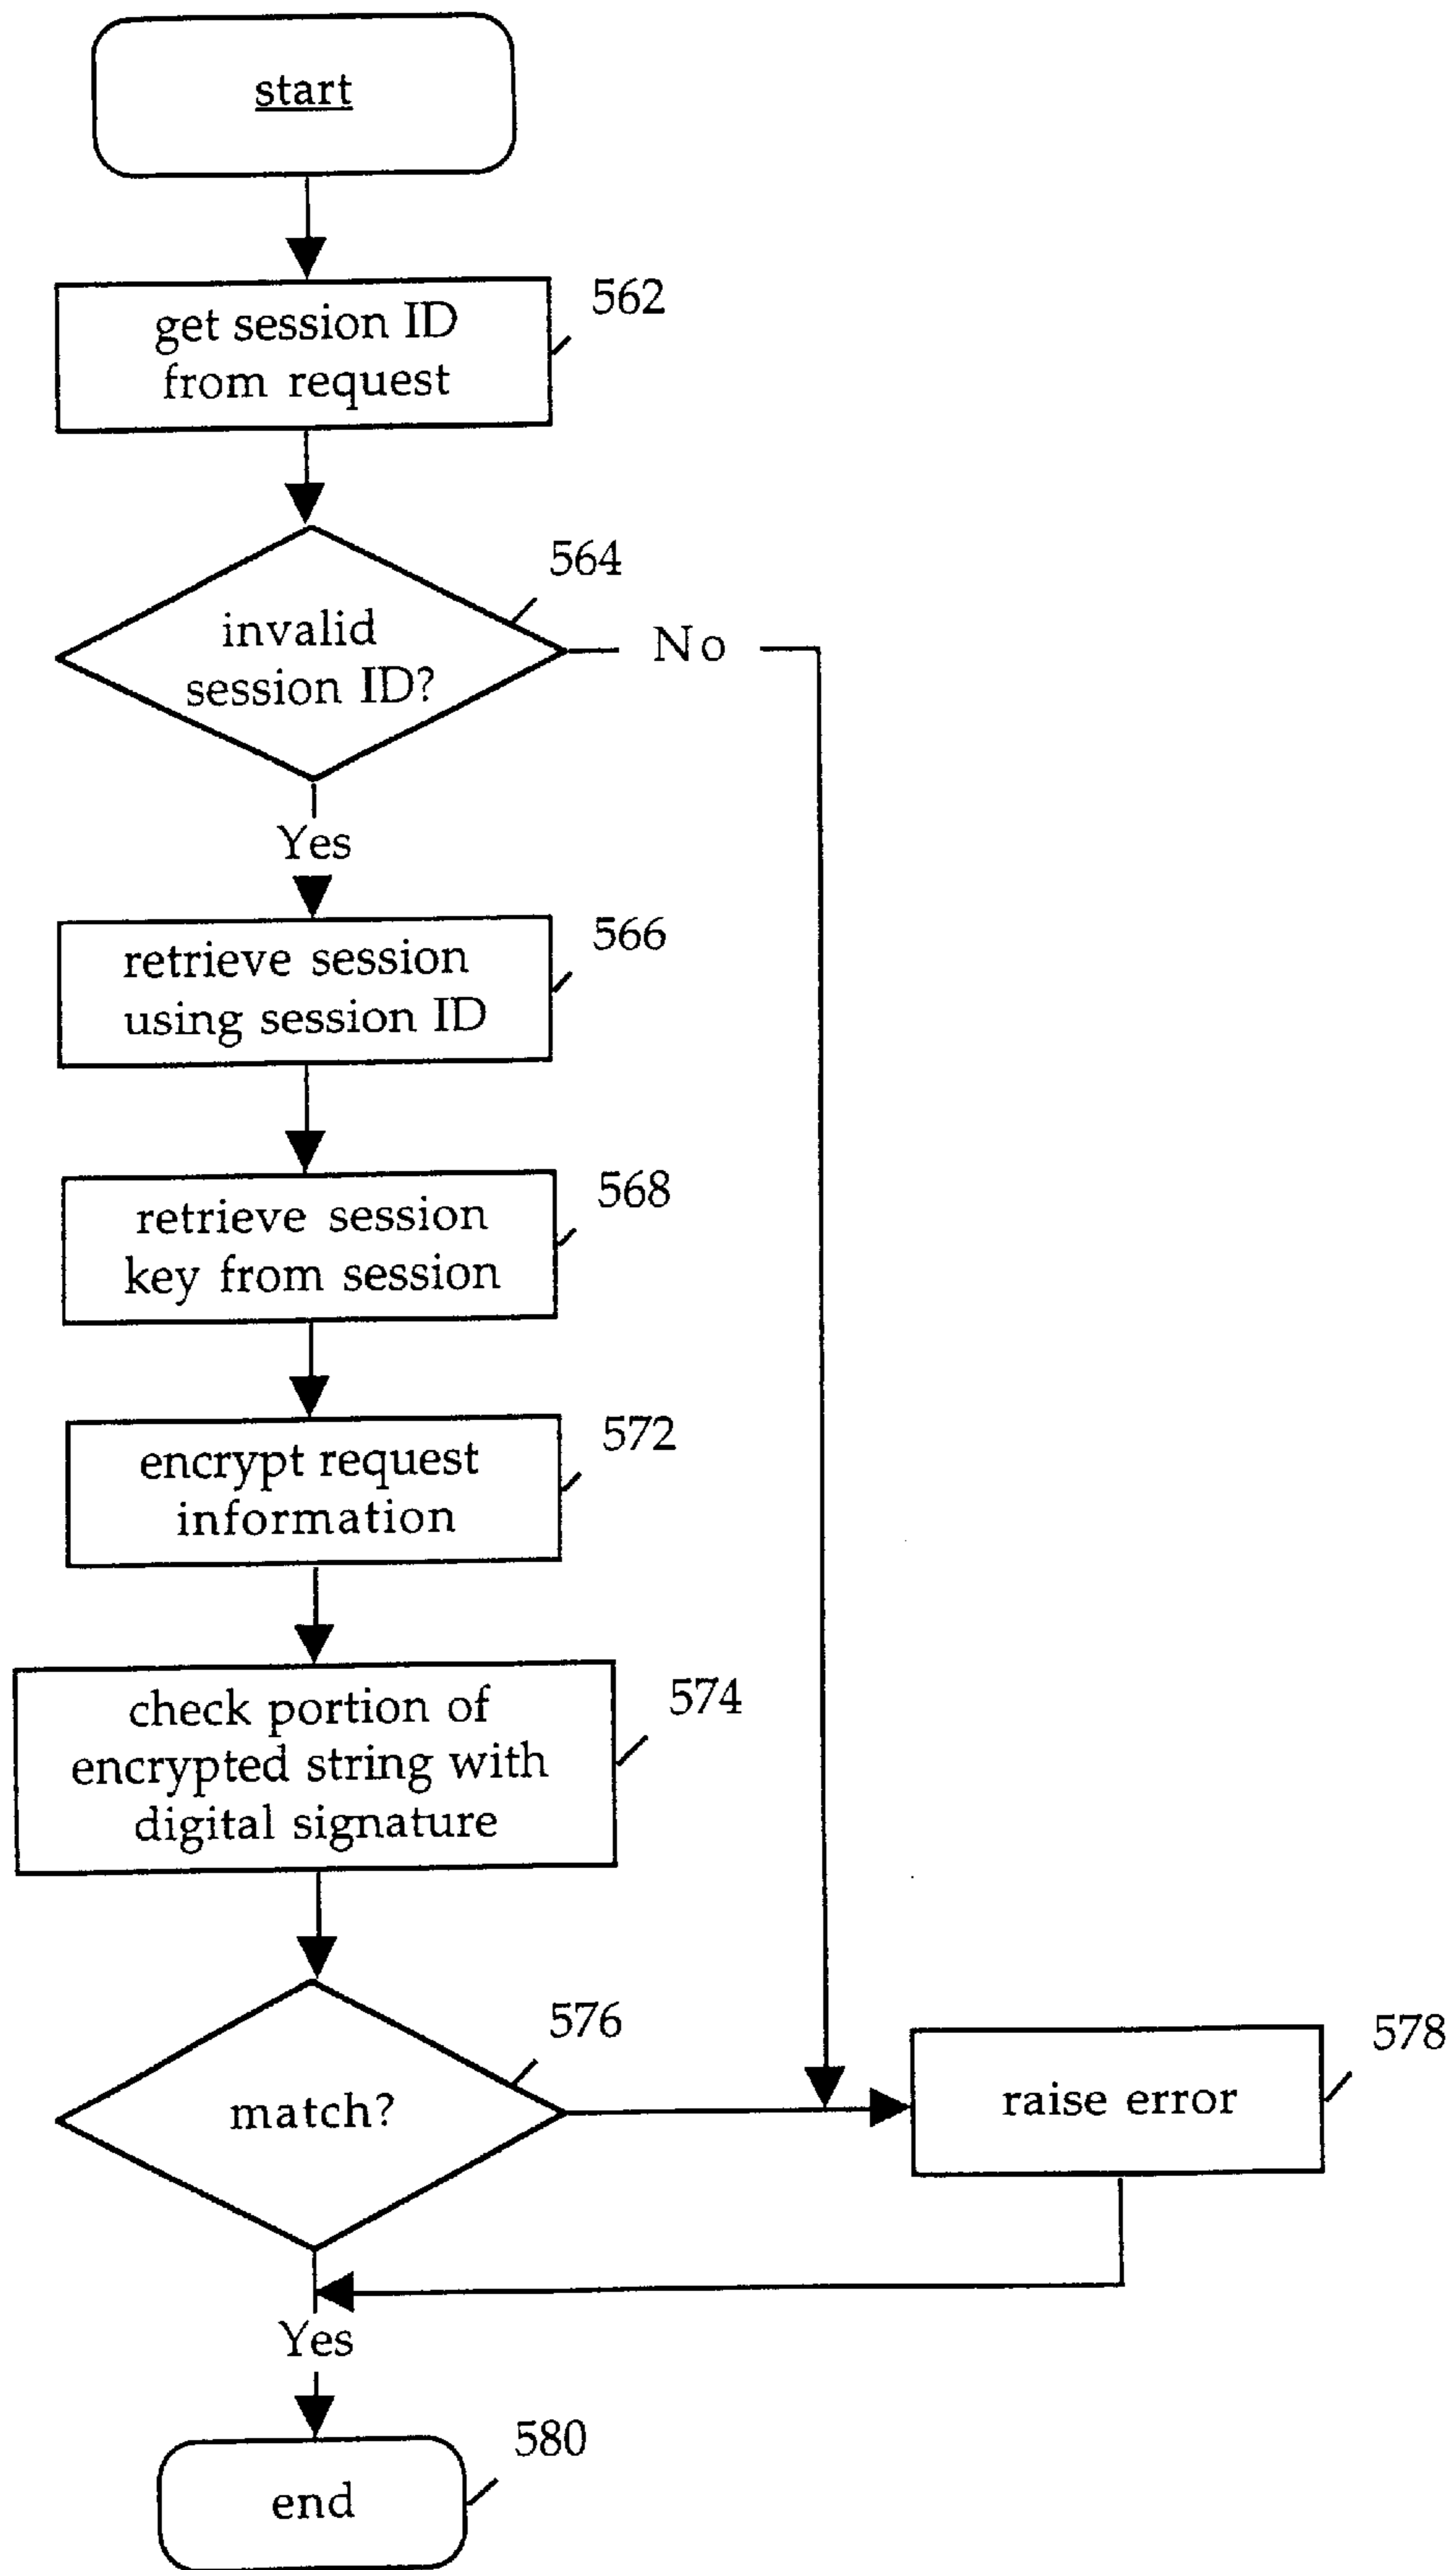 start
562
get session ID
from request
564
invalid
session ID?
No
Yes
566
retrieve session
using session ID
568
retrieve session
key from session
572
encrypt request
information
574
check portion of
encrypted string with
digital signature
576
match?
578
raise error
Yes
580
end